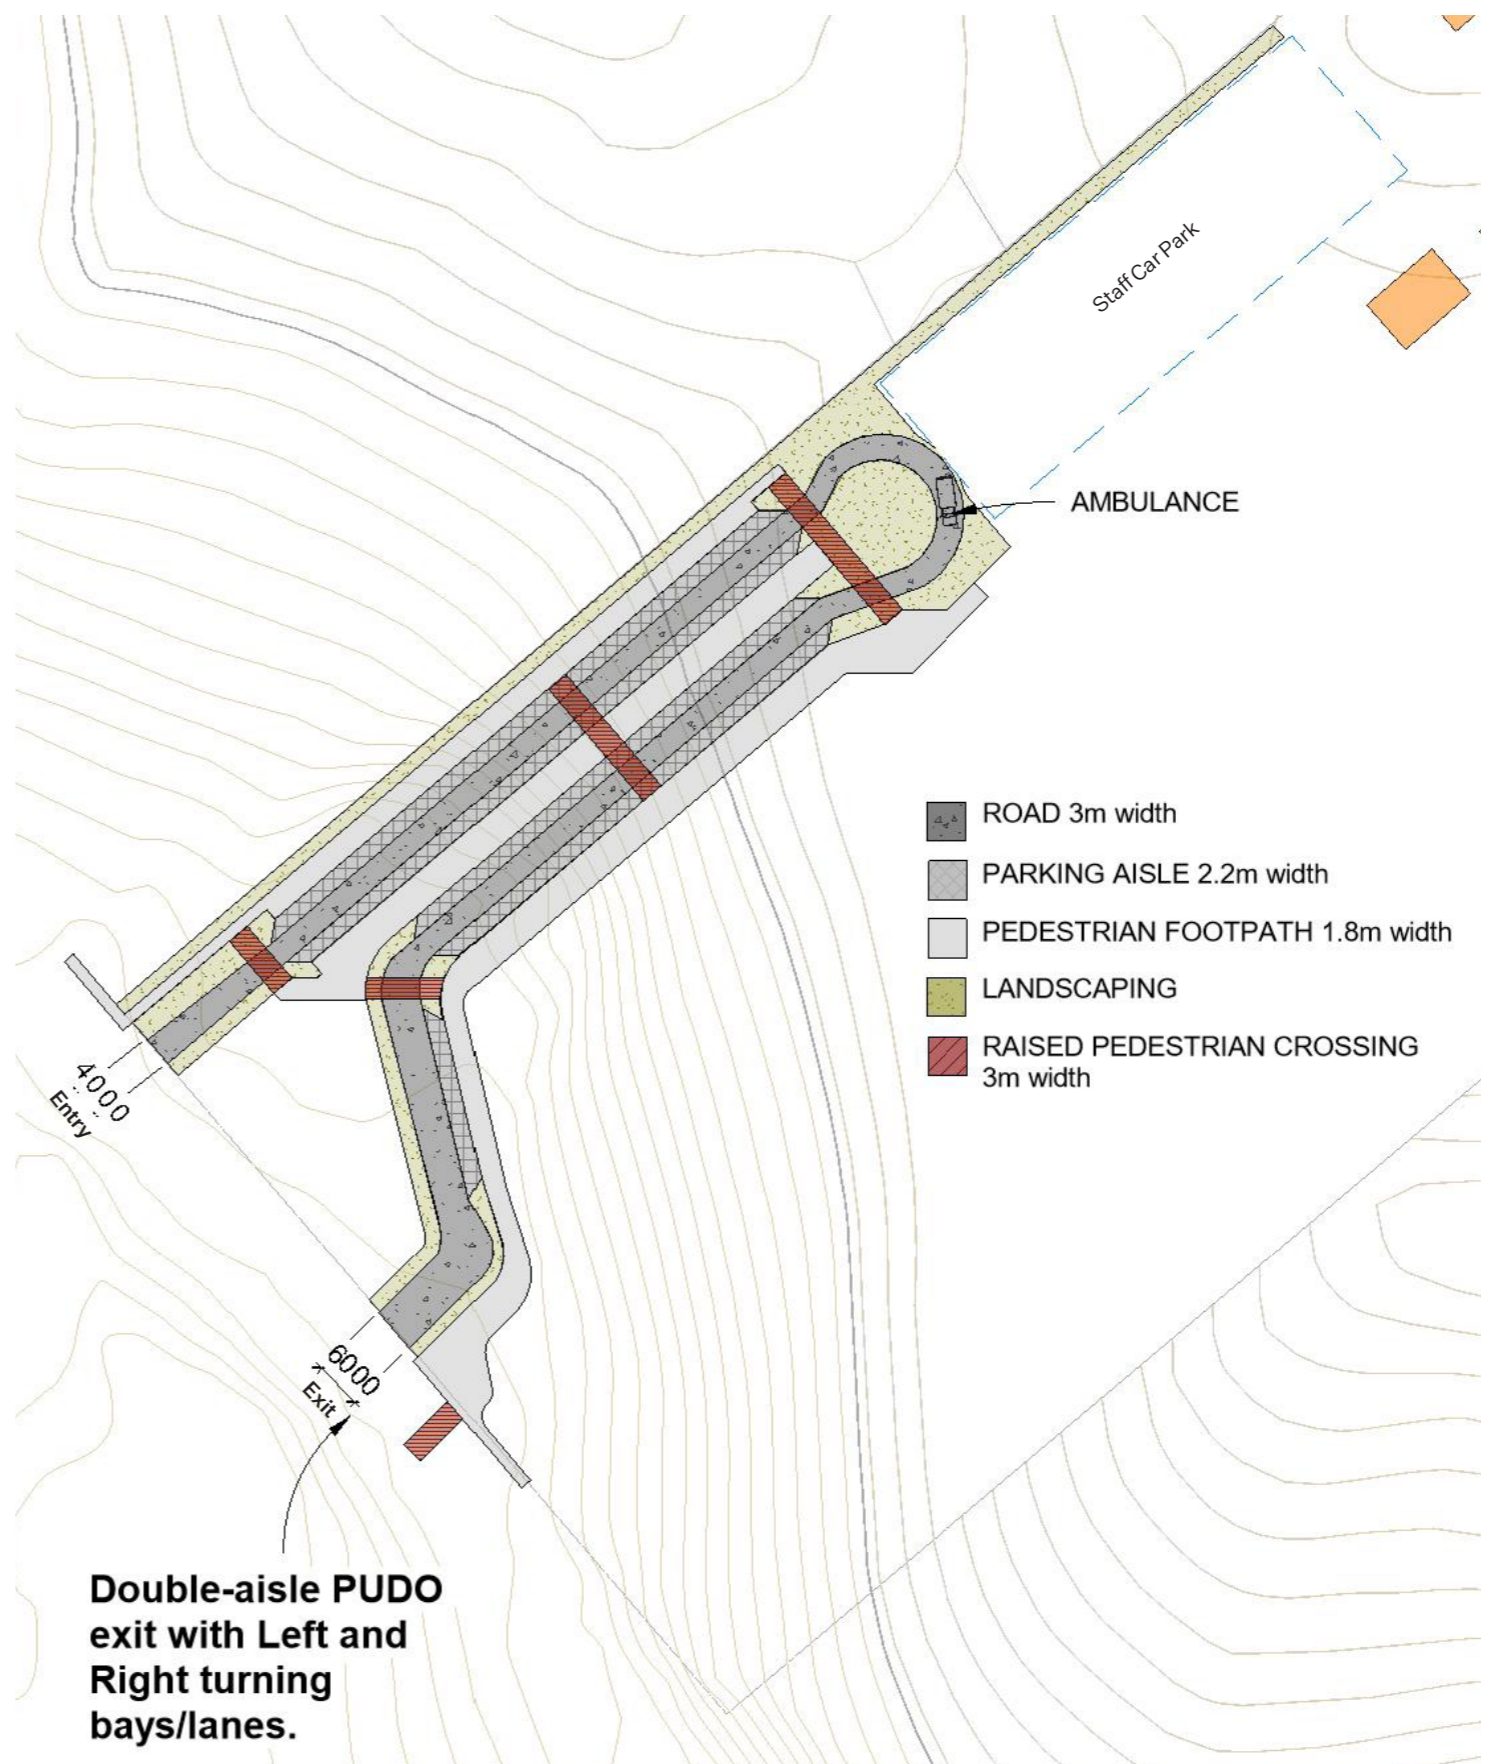 Staff Car Park
AMBULANCE
ROAD 3m width
PARKING AISLE 2.2m width
PEDESTRIAN FOOTPATH 1.8m width
LANDSCAPING
RAISED PEDESTRIAN CROSSING
3m width
4000
Entry
6000
Exit
Double-aisle PUDO
exit with Left and
Right turning
bays/lanes.